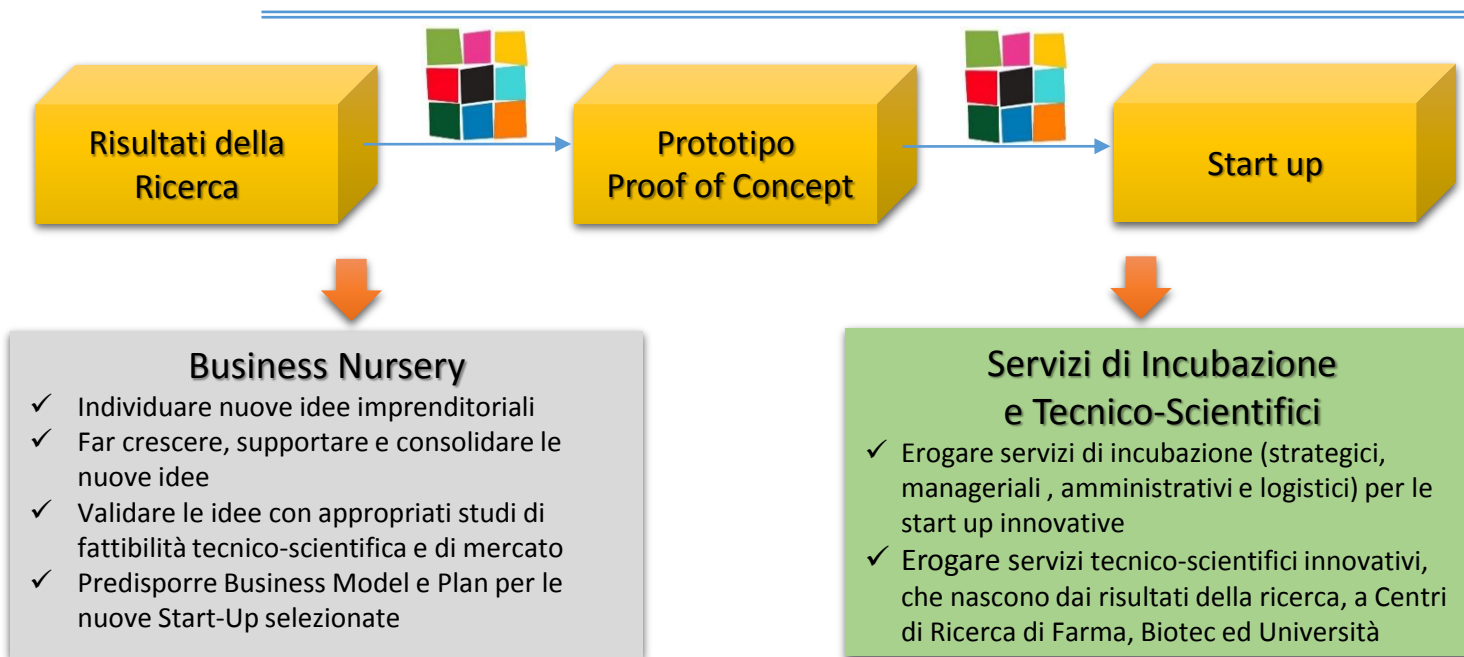 Risultati della
Ricerca
Prototipo
Proof of Concept
Start up
Business Nursery
✓ Individuare nuove idee imprenditoriali
✓ Far crescere, supportare e consolidare le
nuove idee
✓ Validare le idee con appropriati studi di
fattibilità tecnico-scientifica e di mercato
✓ Predisporre Business Model e Plan per le
nuove Start-Up selezionate
Servizi di Incubazione
e Tecnico-Scientifici
✓ Erogare servizi di incubazione (strategici,
manageriali , amministrativi e logistici) per le
start up innovative
✓ Erogare servizi tecnico-scientifici innovativi,
che nascono dai risultati della ricerca, a Centri
di Ricerca di Farma, Biotec ed Università